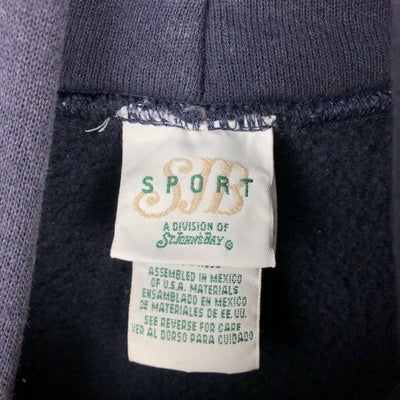 SJB
SPORT
A DIVISION OF
ST. JOHN'S BAY ®
ASSEMBLED IN MEXICO
OF U.S.A. MATERIALS
ENSAMBLADO EN MEXICO
DE MATERIALES DE EE. UU.
SEE REVERSE FOR CARE
VER AL DORSO PARA CUIDADO